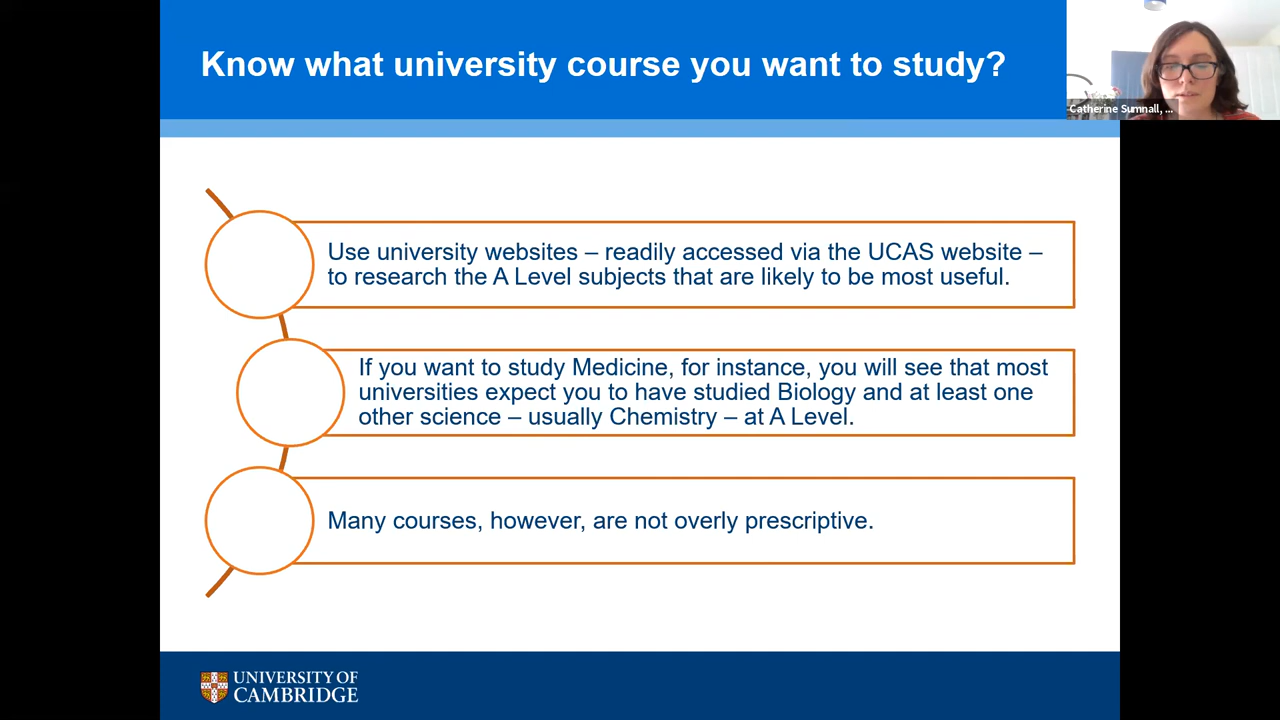 Know what university course you want to study?
Catherine Sumnall, ...
Use university websites – readily accessed via the UCAS website –
to research the A Level subjects that are likely to be most useful.
If you want to study Medicine, for instance, you will see that most
universities expect you to have studied Biology and at least one
other science – usually Chemistry – at A Level.
Many courses, however, are not overly prescriptive.
UNIVERSITY OF
CAMBRIDGE